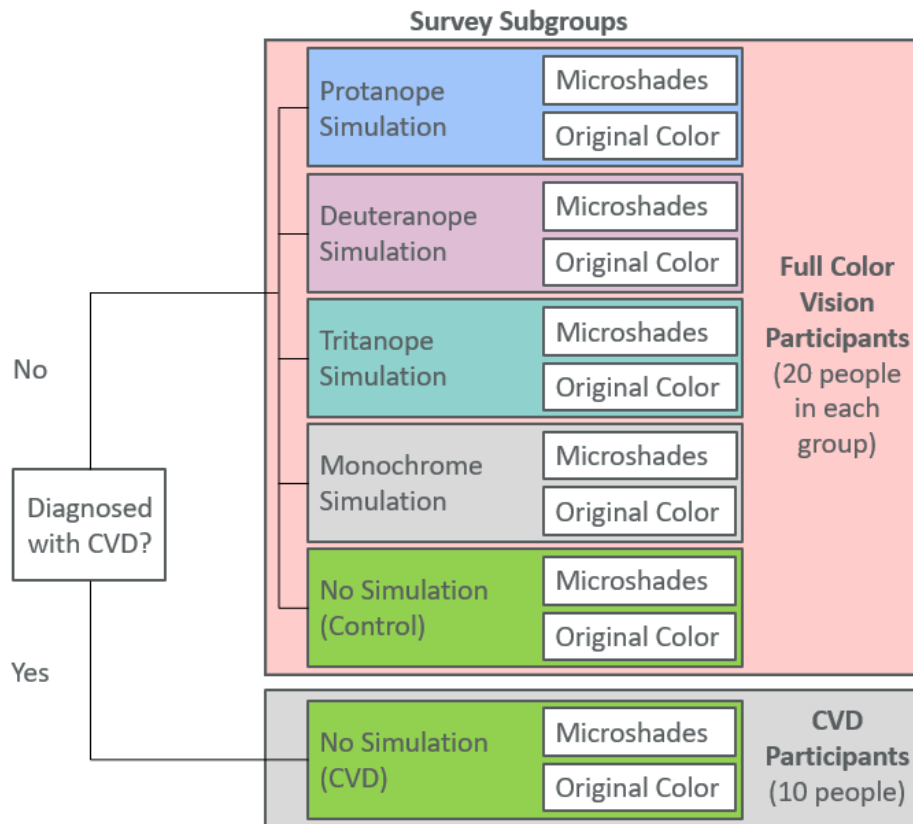 Survey Subgroups
Protanope
Simulation
Microshades
Original Color
Deuteranope
Simulation
Microshades
Original Color
Tritanope
Simulation
Microshades
Original Color
Monochrome
Simulation
Microshades
Original Color
No Simulation
(Control)
Microshades
Original Color
Full Color
Vision
Participants
(20 people
in each
group)
No
Diagnosed
with CVD?
Yes
No Simulation
(CVD)
Microshades
Original Color
CVD
Participants
(10 people)